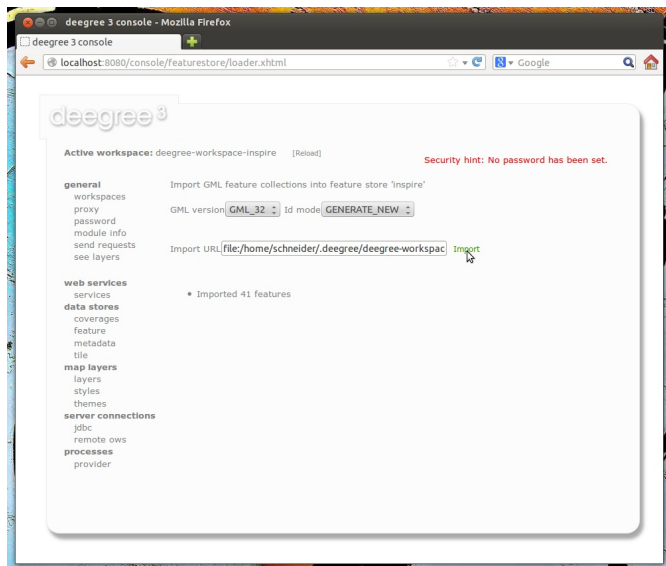 deegree 3 console - Mozilla Firefox
deegree 3 console
localhost:8080/console/featurestore/loader.xhtml
Google
deegree 3
Active workspace: deegree-workspace-inspire [Reload]
Security hint: No password has been set.
general
workspaces
proxy
password
module info
send requests
see layers
web services
services
data stores
coverages
feature
metadata
tile
map layers
layers
styles
themes
server connections
jdbc
remote ows
processes
provider
Import GML feature collections into feature store 'inspire'
GML version GML_32 Id mode GENERATE_NEW
Import URL file:/home/schneider/.deegree/deegree-workspac Import
• Imported 41 features